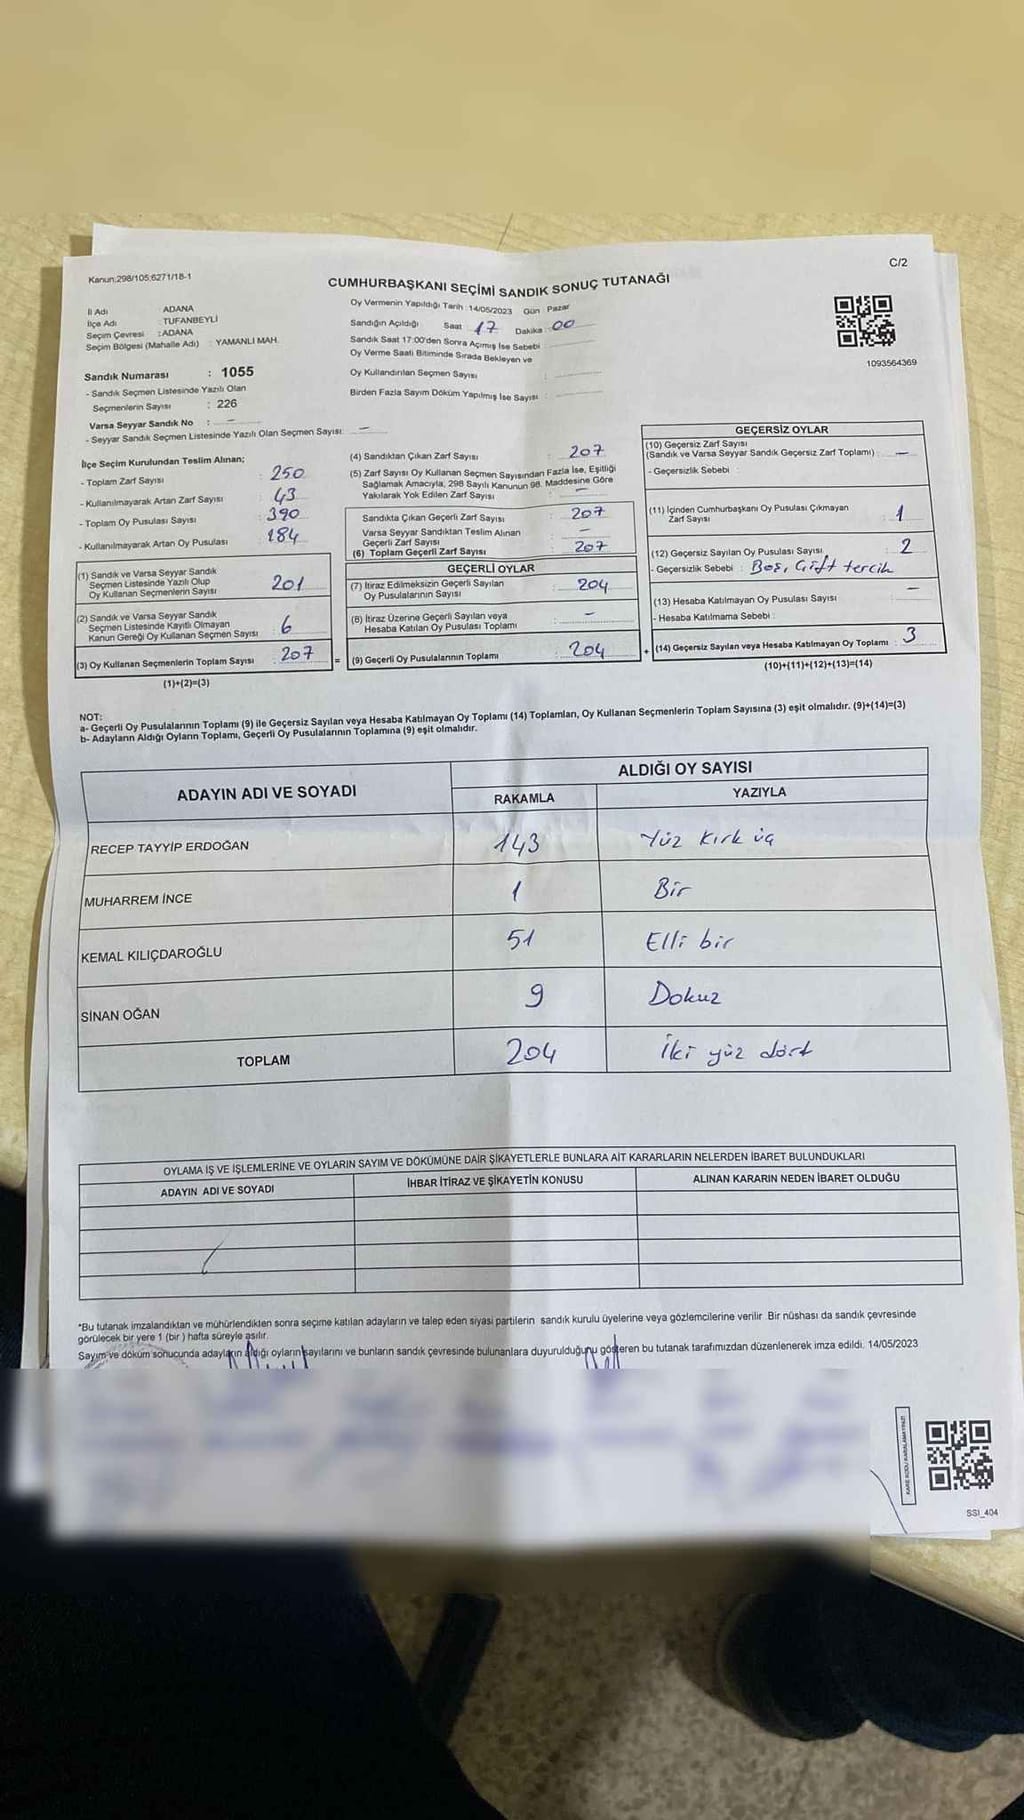 Kanun:298/105;6271/18-1
C/2
CUMHURBAŞKANI SEÇİMİ SANDIK SONUÇ TUTANAĞI
İl Adı : ADANA
İlçe Adı : TUFANBEYLİ
Seçim Çevresi : ADANA
Seçim Bölgesi (Mahalle Adı) : YAMANLI MAH.
Sandık Numarası : 1055
- Sandık Seçmen Listesinde Yazılı Olan
Seçmenlerin Sayısı : 226
Varsa Seyyar Sandık No : -
- Seyyar Sandık Seçmen Listesinde Yazılı Olan Seçmen Sayısı: -
Oy Vermenin Yapıldığı Tarih :14/05/2023 Gün : Pazar
Sandığın Açıldığı Saat 17 Dakika : 00
Sandık Saat 17:00'den Sonra Açımış İse Sebebi :
Oy Verme Saati Bitiminde Sırada Bekleyen ve
Oy Kullandırılan Seçmen Sayısı :
Birden Fazla Sayım Döküm Yapılmış İse Sayısı :
1093564369
İlçe Seçim Kurulundan Teslim Alınan;
- Toplam Zarf Sayısı : 250
- Kullanılmayarak Artan Zarf Sayısı : 43
- Toplam Oy Pusulası Sayısı : 390
- Kullanılmayarak Artan Oy Pusulası : 184
(1) Sandık ve Varsa Seyyar Sandık
Seçmen Listesinde Yazılı Olup
Oy Kullanan Seçmenlerin Sayısı : 201
(2) Sandık ve Varsa Seyyar Sandık
Seçmen Listesinde Kayıtlı Olmayan
Kanun Gereği Oy Kullanan Seçmen Sayısı : 6
(3) Oy Kullanan Seçmenlerin Toplam Sayısı : 207
(1)+(2)=(3)
(4) Sandıktan Çıkan Zarf Sayısı : 207
(5) Zarf Sayısı Oy Kullanan Seçmen Sayısından Fazla İse, Eşitliği
Sağlamak Amacıyla, 298 Sayılı Kanunun 98. Maddesine Göre
Yakılarak Yok Edilen Zarf Sayısı : -
Sandıkta Çıkan Geçerli Zarf Sayısı : 207
Varsa Seyyar Sandıktan Teslim Alınan
Geçerli Zarf Sayısı : -
(6) Toplam Geçerli Zarf Sayısı : 207
GEÇERLİ OYLAR
(7) İtiraz Edilmeksizin Geçerli Sayılan
Oy Pusulalarının Sayısı : 204
(8) İtiraz Üzerine Geçerli Sayılan veya
Hesaba Katılan Oy Pusulası Toplamı : -
= (9) Geçerli Oy Pusulalarının Toplamı : 204
GEÇERSİZ OYLAR
(10) Geçersiz Zarf Sayısı
(Sandık ve Varsa Seyyar Sandık Geçersiz Zarf Toplamı) : -
- Geçersizlik Sebebi :
(11) İçinden Cumhurbaşkanı Oy Pusulası Çıkmayan
Zarf Sayısı : 1
(12) Geçersiz Sayılan Oy Pusulası Sayısı : 2
- Geçersizlik Sebebi : Boş, Çift tercih
(13) Hesaba Katılmayan Oy Pusulası Sayısı : -
- Hesaba Katılmama Sebebi :
+ (14) Geçersiz Sayılan veya Hesaba Katılmayan Oy Toplamı : 3
(10)+(11)+(12)+(13)=(14)
NOT:
a- Geçerli Oy Pusulalarının Toplamı (9) ile Geçersiz Sayılan veya Hesaba Katılmayan Oy Toplamı (14) Toplamları, Oy Kullanan Seçmenlerin Toplam Sayısına (3) eşit olmalıdır. (9)+(14)=(3)
b- Adayların Aldığı Oyların Toplamı, Geçerli Oy Pusulalarının Toplamına (9) eşit olmalıdır.
ADAYIN ADI VE SOYADI
ALDIĞI OY SAYISI
RAKAMLA YAZIYLA
RECEP TAYYİP ERDOĞAN 143 Yüz kırk üç
MUHARREM İNCE 1 Bir
KEMAL KILIÇDAROĞLU 51 Elli bir
SİNAN OĞAN 9 Dokuz
TOPLAM 204 İki yüz dört
OYLAMA İŞ VE İŞLEMLERİNE VE OYLARIN SAYIM VE DÖKÜMÜNE DAİR ŞİKAYETLERLE BUNLARA AİT KARARLARIN NELERDEN İBARET BULUNDUKLARI
ADAYIN ADI VE SOYADI İHBAR İTİRAZ VE ŞİKAYETİN KONUSU ALINAN KARARIN NEDEN İBARET OLDUĞU
*Bu tutanak imzalandıktan ve mühürlendikten sonra seçime katılan adayların ve talep eden siyasi partilerin sandık kurulu üyelerine veya gözlemcilerine verilir Bir nüshası da sandık çevresinde
görülecek bir yere 1 (bir ) hafta süreyle asılır.
Sayım ve döküm sonucunda adayların aldığı oyların sayılarını ve bunların sandık çevresinde bulunanlara duyurulduğunu gösteren bu tutanak tarafımızdan düzenlenerek imza edildi. 14/05/2023
KARE KODU KARALAMAYINIZ!
SSI_404